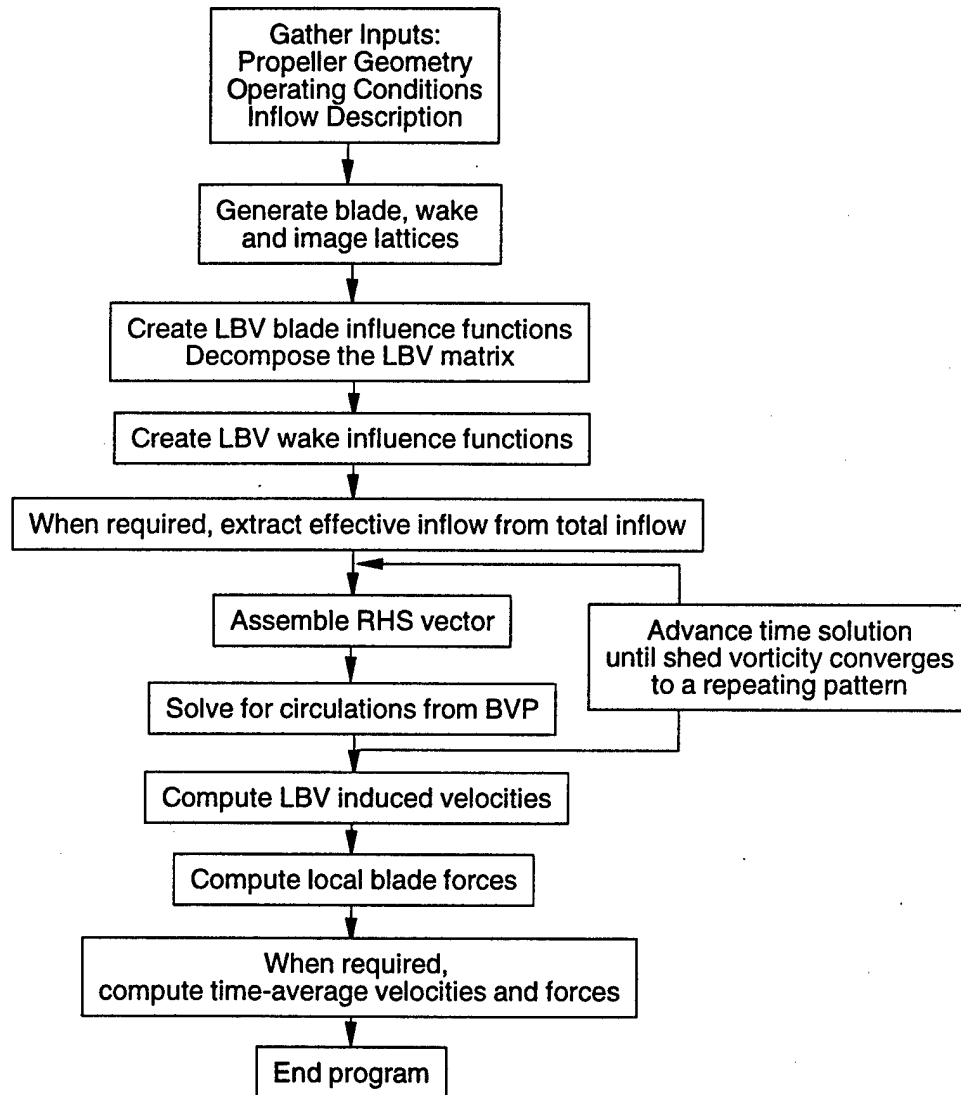 Gather Inputs:
Propeller Geometry
Operating Conditions
Inflow Description
Generate blade, wake
and image lattices
Create LBV blade influence functions
Decompose the LBV matrix
Create LBV wake influence functions
When required, extract effective inflow from total inflow
Assemble RHS vector
Solve for circulations from BVP
Advance time solution
until shed vorticity converges
to a repeating pattern
Compute LBV induced velocities
Compute local blade forces
When required,
compute time-average velocities and forces
End program